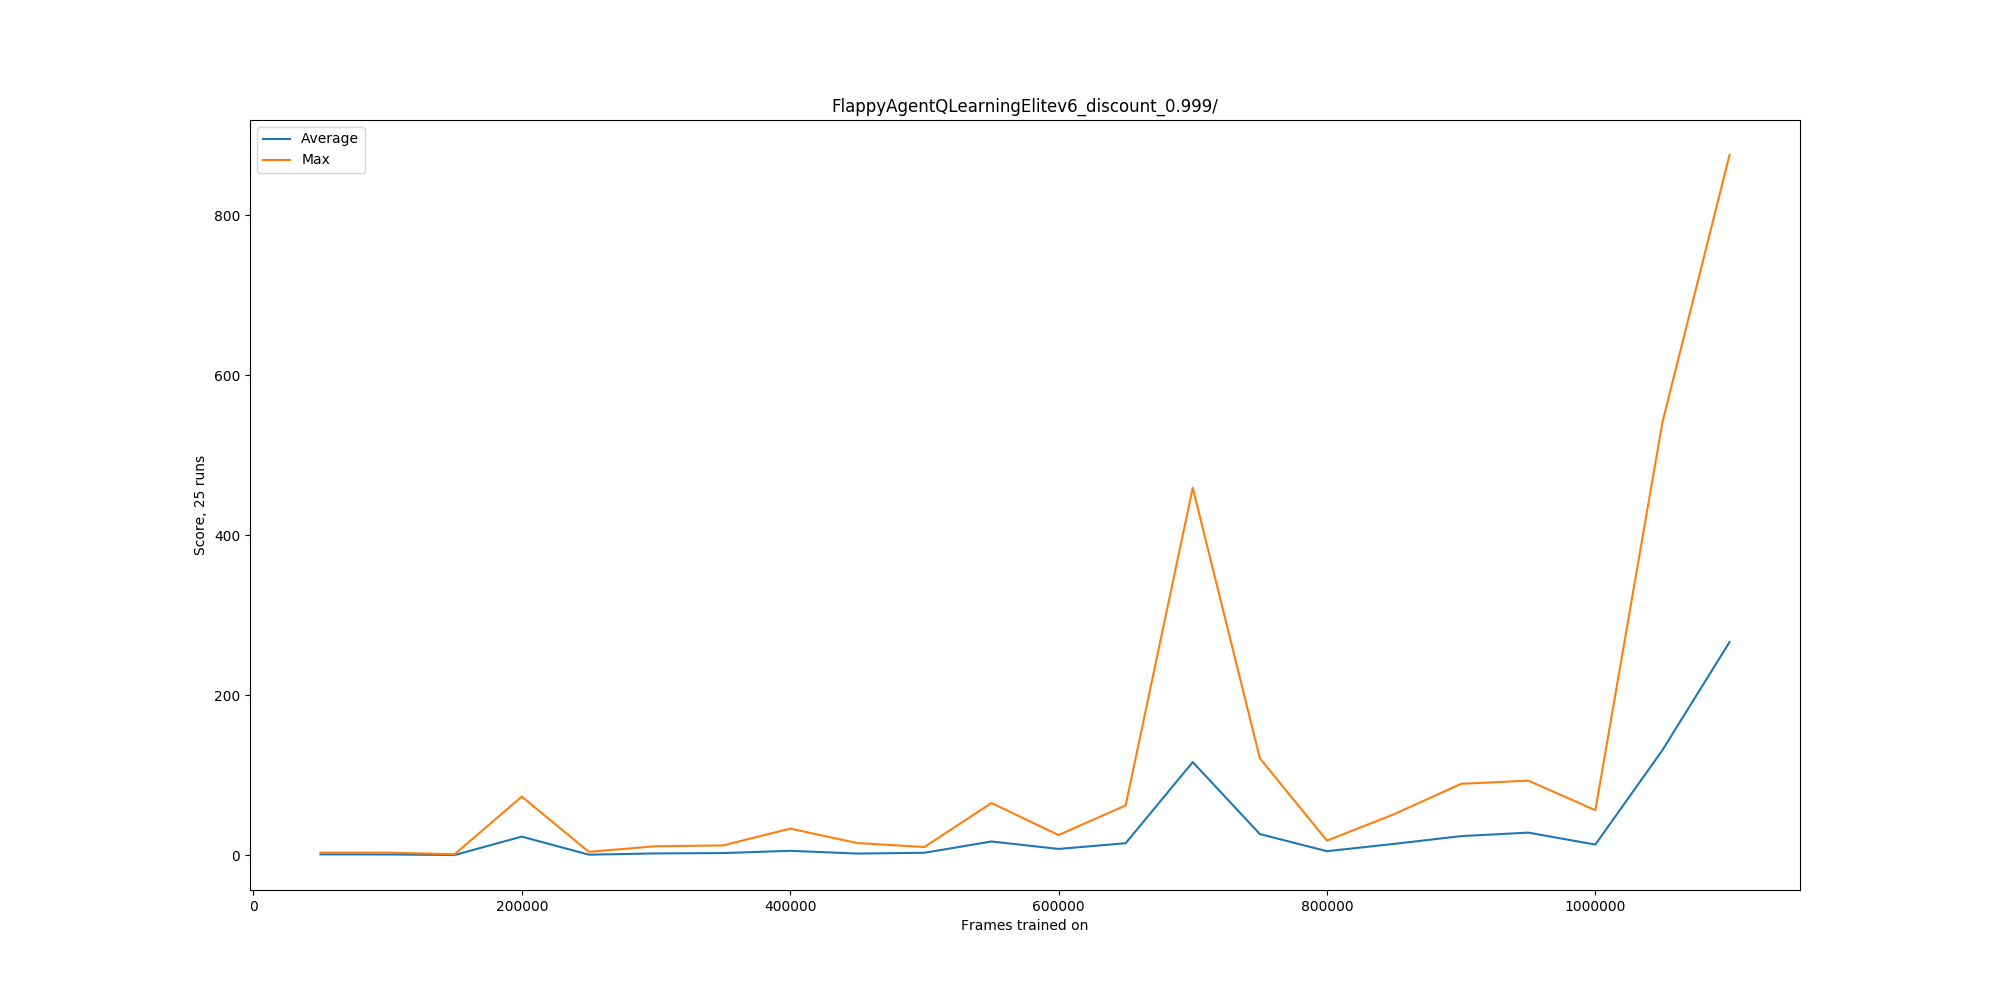 FlappyAgentQLearningElitev6_discount_0.999/
Average
Max
800
600
400
200
0
Score, 25 runs
0
200000
400000
600000
800000
1000000
Frames trained on